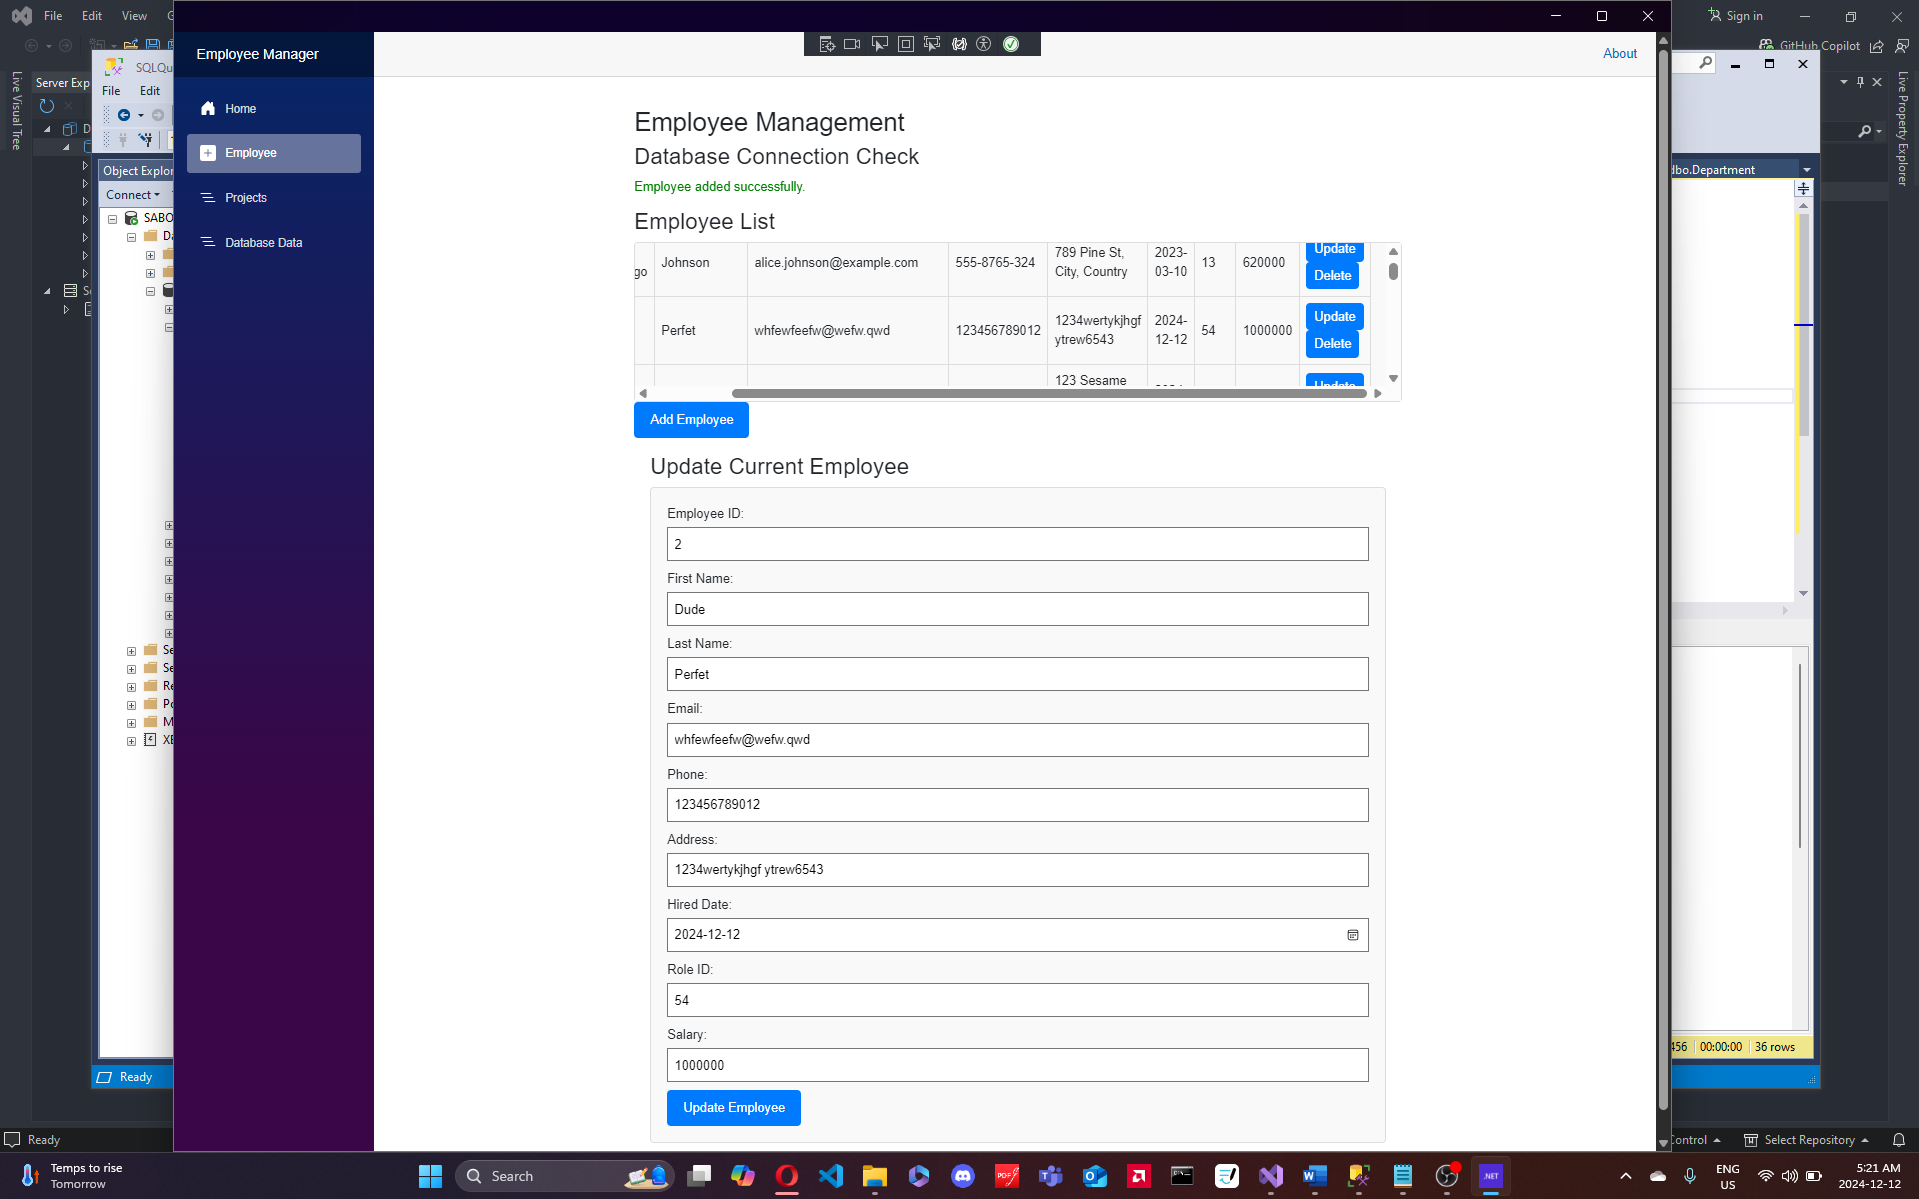 File Edit View
Sign in
GitHub Copilot
Live Visual Tree
Server Exp
SQLQu
File Edit
Object Explor
Connect
SABO
Ready
Employee Manager
Home
Employee
Projects
Database Data
About
Employee Management
Database Connection Check
Employee added successfully.
Employee List
go Johnson alice.johnson@example.com 555-8765-324 789 Pine St, City, Country 2023-03-10 13 620000 Update Delete
Perfet whfewfeefw@wefw.qwd 123456789012 1234wertykjhgf ytrew6543 2024-12-12 54 1000000 Update Delete
123 Sesame Update
Add Employee
Update Current Employee
Employee ID:
2
First Name:
Dude
Last Name:
Perfet
Email:
whfewfeefw@wefw.qwd
Phone:
123456789012
Address:
1234wertykjhgf ytrew6543
Hired Date:
2024-12-12
Role ID:
54
Salary:
1000000
Update Employee
dbo.Department
Live Property Explorer
456 00:00:00 36 rows
Ready
Control Select Repository
Temps to rise
Tomorrow
Search
PDF
.NET
ENG
US
5:21 AM
2024-12-12